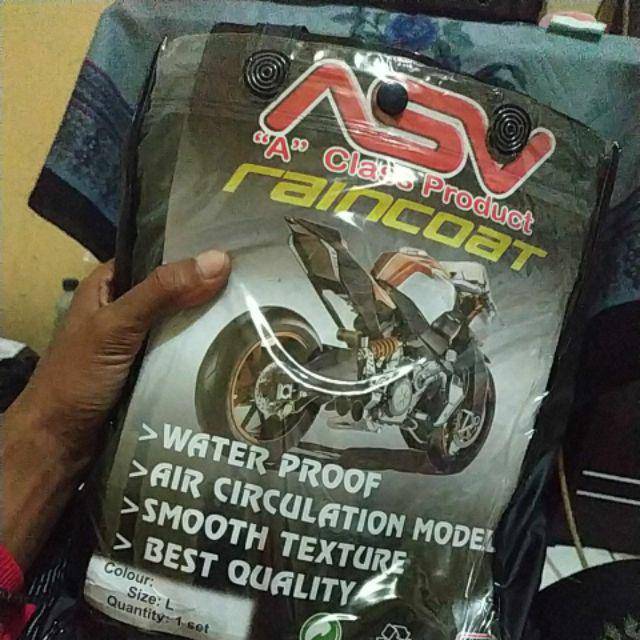 ASV
"A" Class Product
raincoat
>WATER PROOF
>AIR CIRCULATION MODEL
>SMOOTH TEXTURE
> BEST QUALITY
Colour:
Size: L
Quantity: 1 set